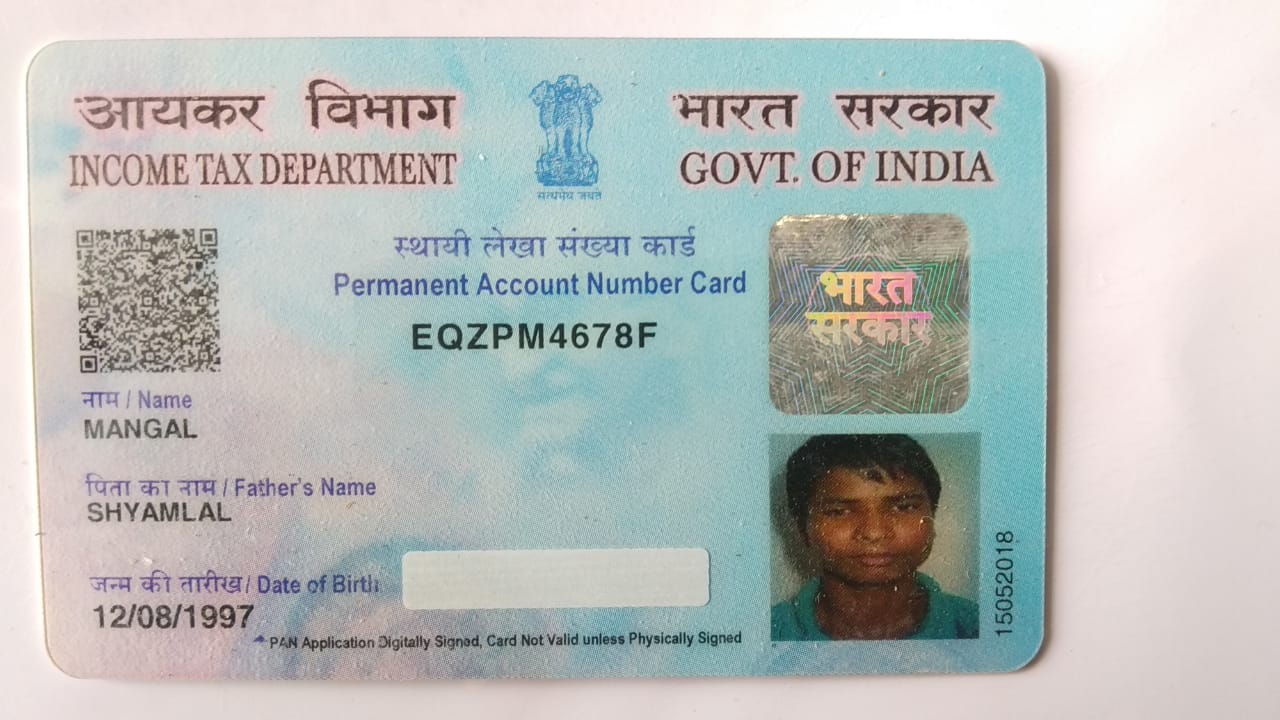 आयकर विभाग
INCOME TAX DEPARTMENT
सत्यमेव जयते
भारत सरकार
GOVT. OF INDIA
स्थायी लेखा संख्या कार्ड
Permanent Account Number Card
EQZPM4678F
भारत
सरकार
नाम / Name
MANGAL
पिता का नाम / Father's Name
SHYAMLAL
जन्म की तारीख / Date of Birth
12/08/1997
PAN Application Digitally Signed, Card Not Valid unless Physically Signed
15052018